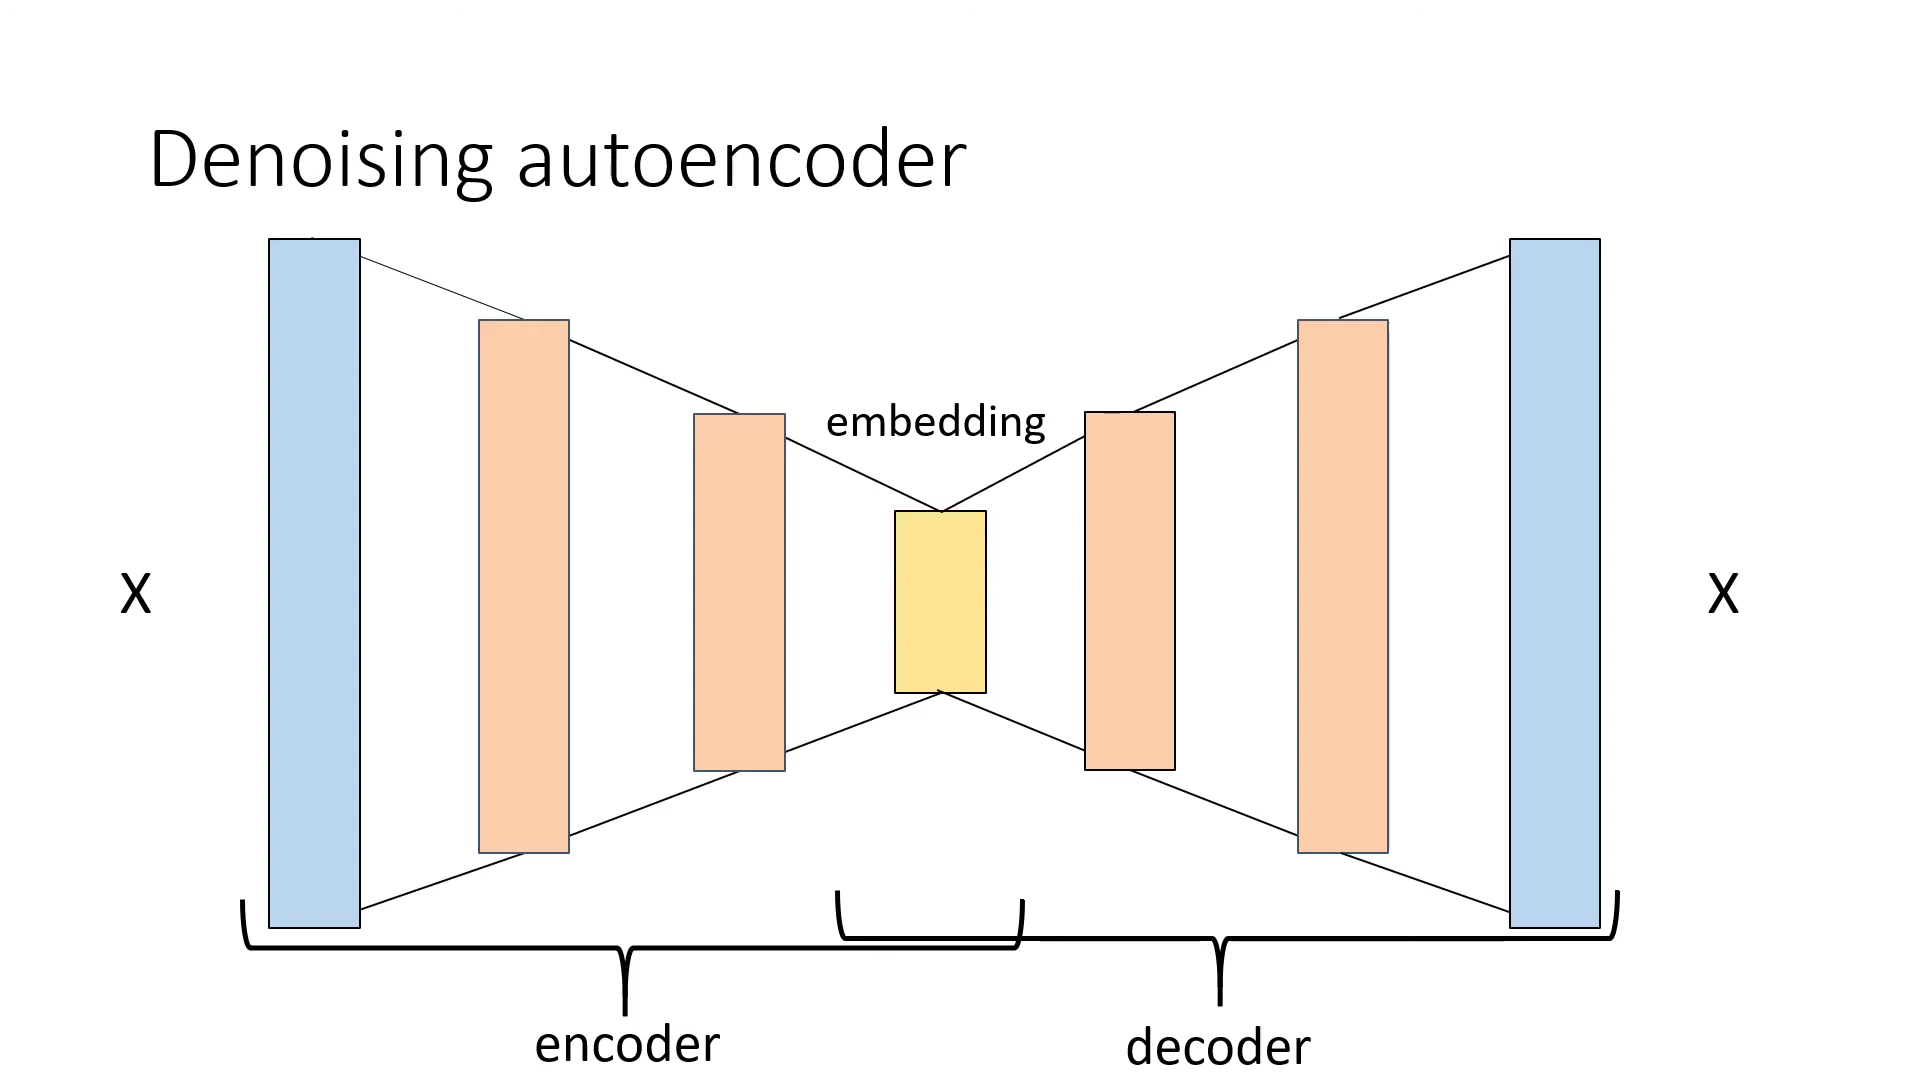 Denoising autoencoder
embedding
X
X
encoder
decoder